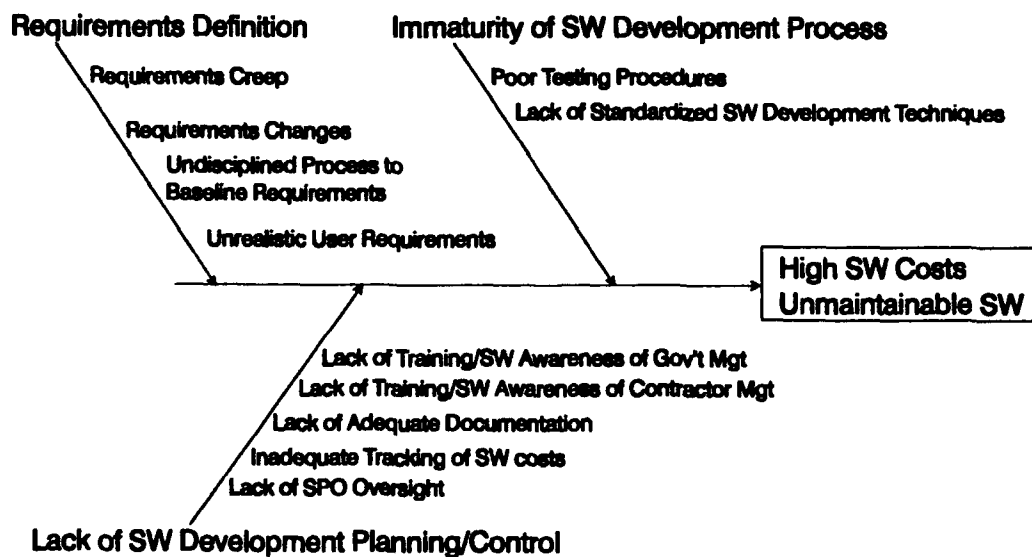 Requirements Definition
Immaturity of SW Development Process
Requirements Creep
Poor Testing Procedures
Lack of Standardized SW Development Techniques
Requirements Changes
Undisciplined Process to
Baseline Requirements
Unrealistic User Requirements
High SW Costs
Unmaintainable SW
Lack of Training/SW Awareness of Gov't Mgt
Lack of Training/SW Awareness of Contractor Mgt
Lack of Adequate Documentation
Inadequate Tracking of SW costs
Lack of SPO Oversight
Lack of SW Development Planning/Control